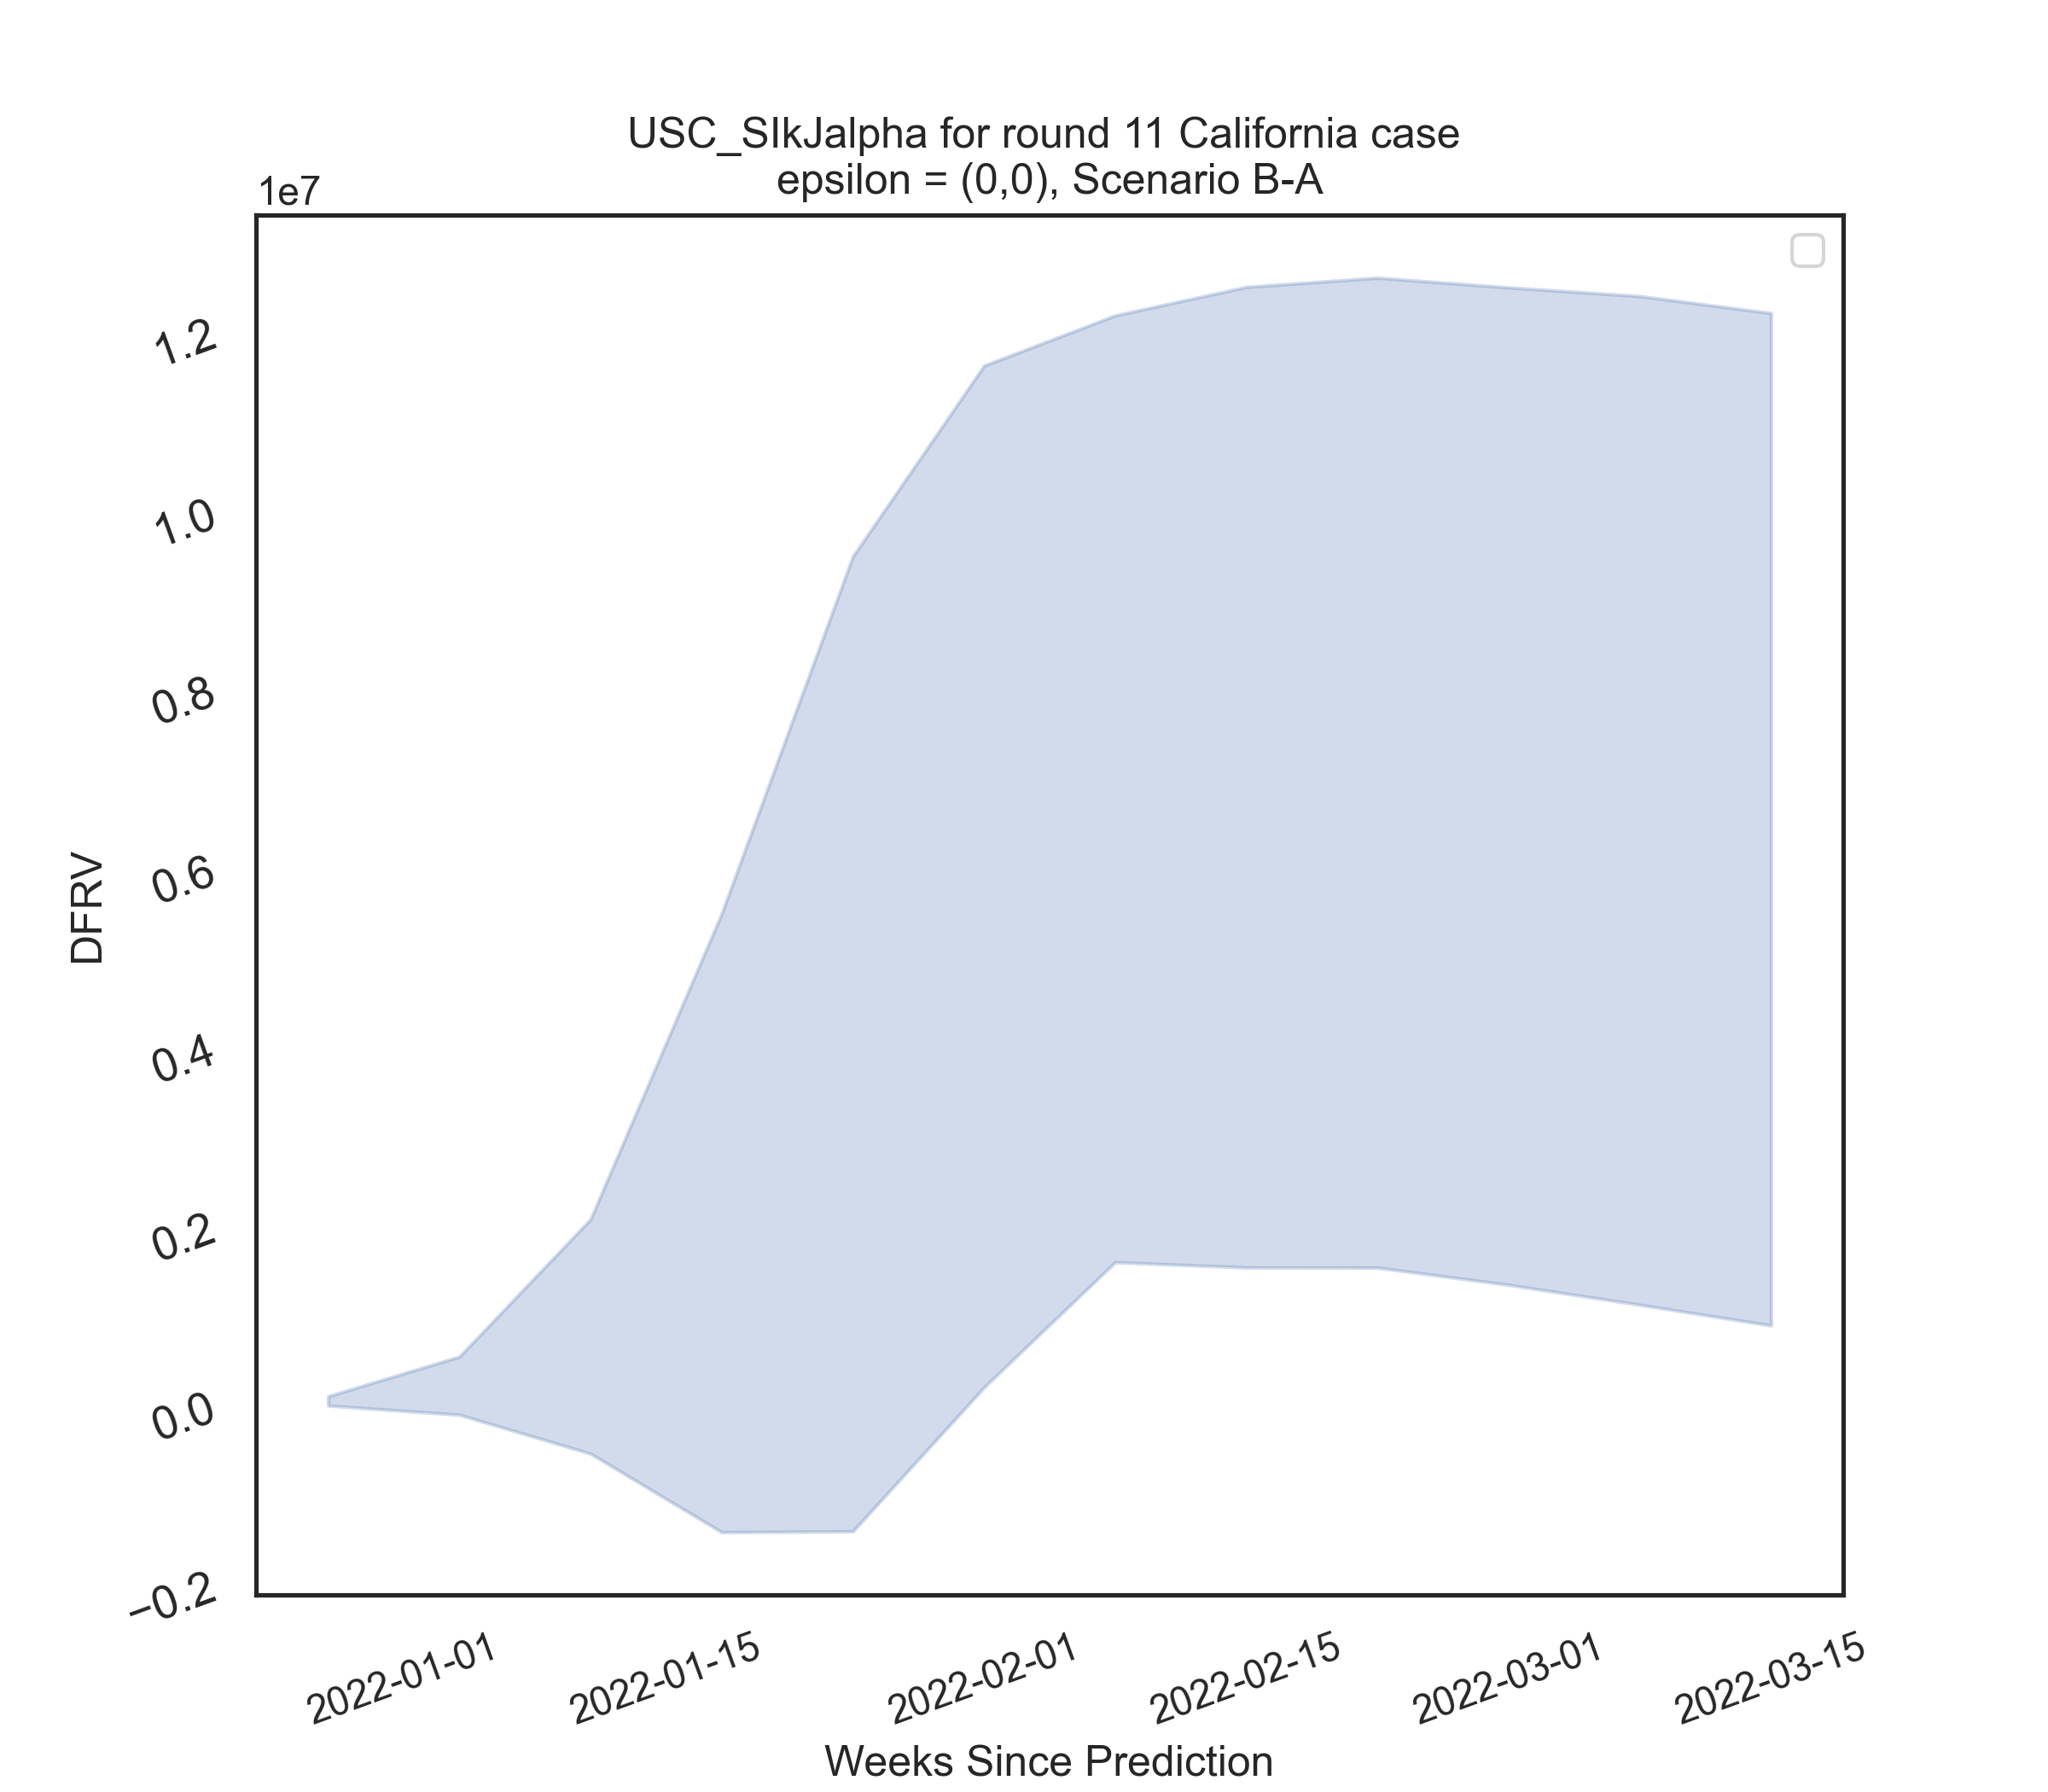 USC_SIkJalpha for round 11 California case
epsilon = (0,0), Scenario B-A
1e7
1.2
1.0
0.8
0.6
0.4
0.2
0.0
−0.2
DFRV
2022-01-01
2022-01-15
2022-02-01
2022-02-15
2022-03-01
2022-03-15
Weeks Since Prediction